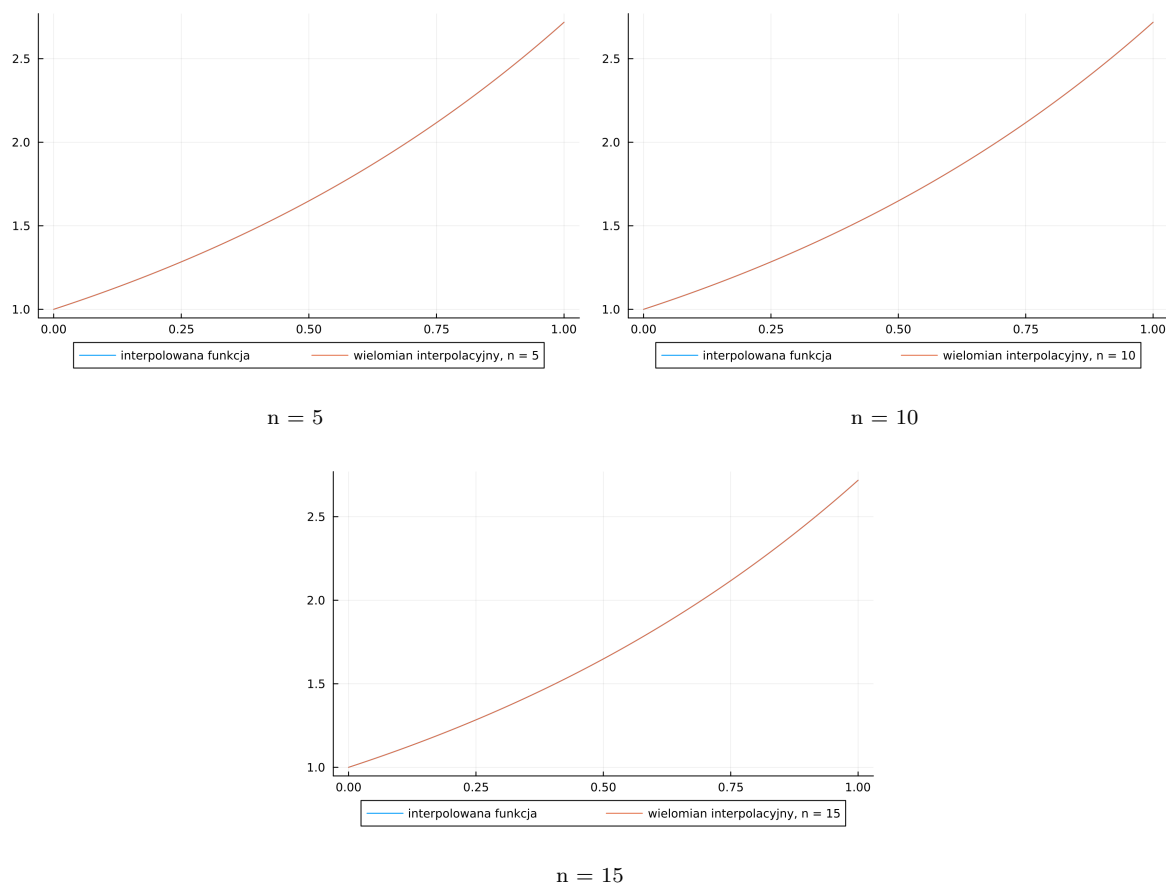 2.5
2.0
1.5
1.0
0.00 0.25 0.50 0.75 1.00
interpolowana funkcja wielomian interpolacyjny, n = 5
n = 5
2.5
2.0
1.5
1.0
0.00 0.25 0.50 0.75 1.00
interpolowana funkcja wielomian interpolacyjny, n = 10
n = 10
2.5
2.0
1.5
1.0
0.00 0.25 0.50 0.75 1.00
interpolowana funkcja wielomian interpolacyjny, n = 15
n = 15